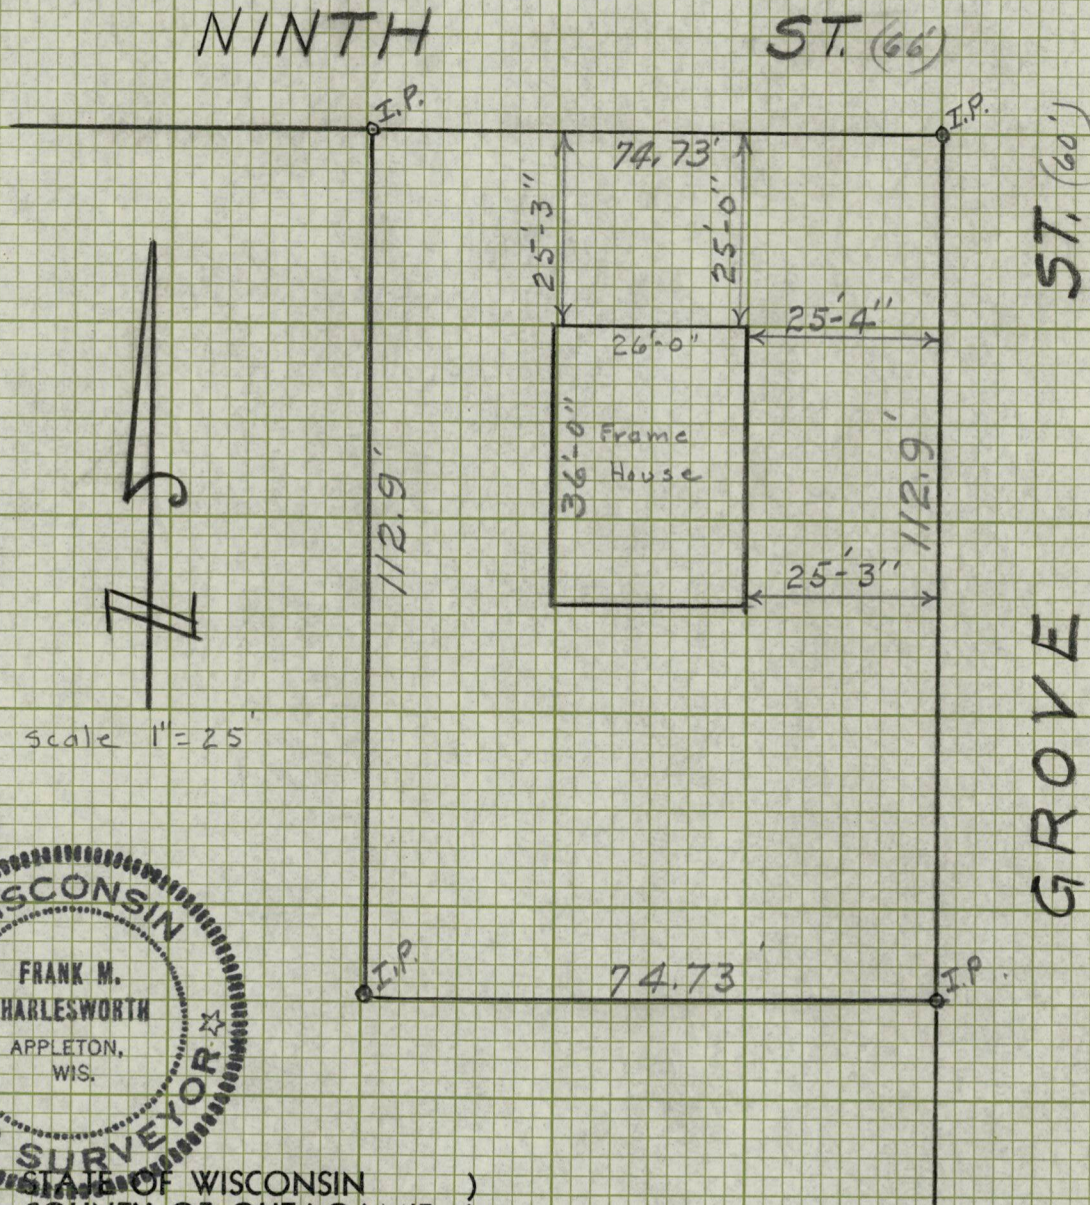 NINTH ST. (66')
I.P. I.P.
74.73'
25'-3" 25'-0"
ST. (60')
25'-4"
26'-0"
36'-0"
Frame
House
112.9'
112.9'
25'-3"
GROVE
N
scale 1"=25'
I.P. 74.73' I.P.
SCONSIN
FRANK M.
HARLESWORTH
APPLETON,
WIS.
SURVEYOR
STATE OF WISCONSIN )